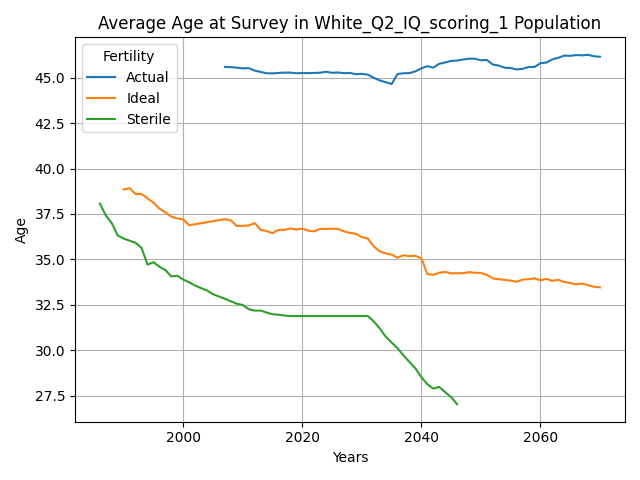 Average Age at Survey in White_Q2_IQ_scoring_1 Population
Fertility
Actual
Ideal
Sterile
45.0
42.5
40.0
37.5
35.0
32.5
30.0
27.5
Age
2000
2020
2040
2060
Years